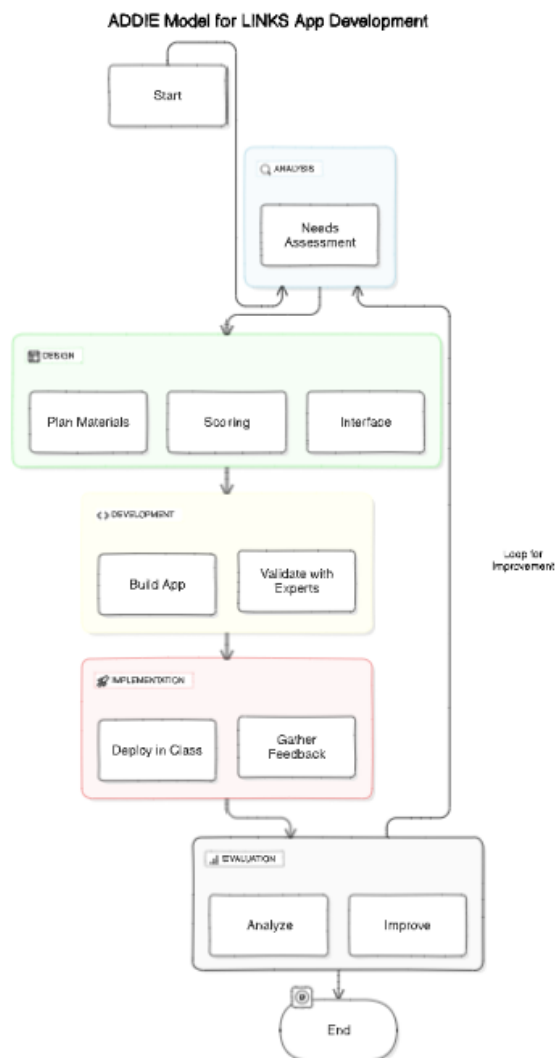 ADDIE Model for LINKS App Development
Start
ANALYSIS
Needs
Assessment
DESIGN
Plan Materials
Scoring
Interface
DEVELOPMENT
Build App
Validate with
Experts
Loop for
Improvement
IMPLEMENTATION
Deploy in Class
Gather
Feedback
EVALUATION
Analyze
Improve
End